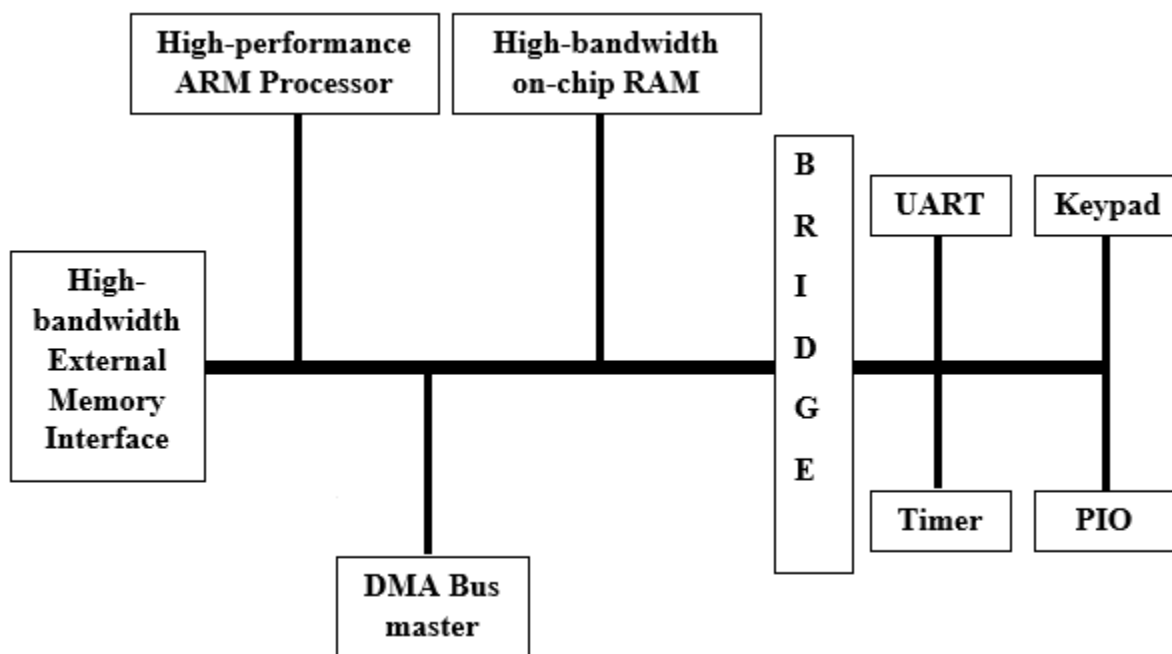 High-performance
ARM Processor
High-bandwidth
on-chip RAM
B
R
I
D
G
E
UART
Keypad
High-
bandwidth
External
Memory
Interface
Timer
PIO
DMA Bus
master